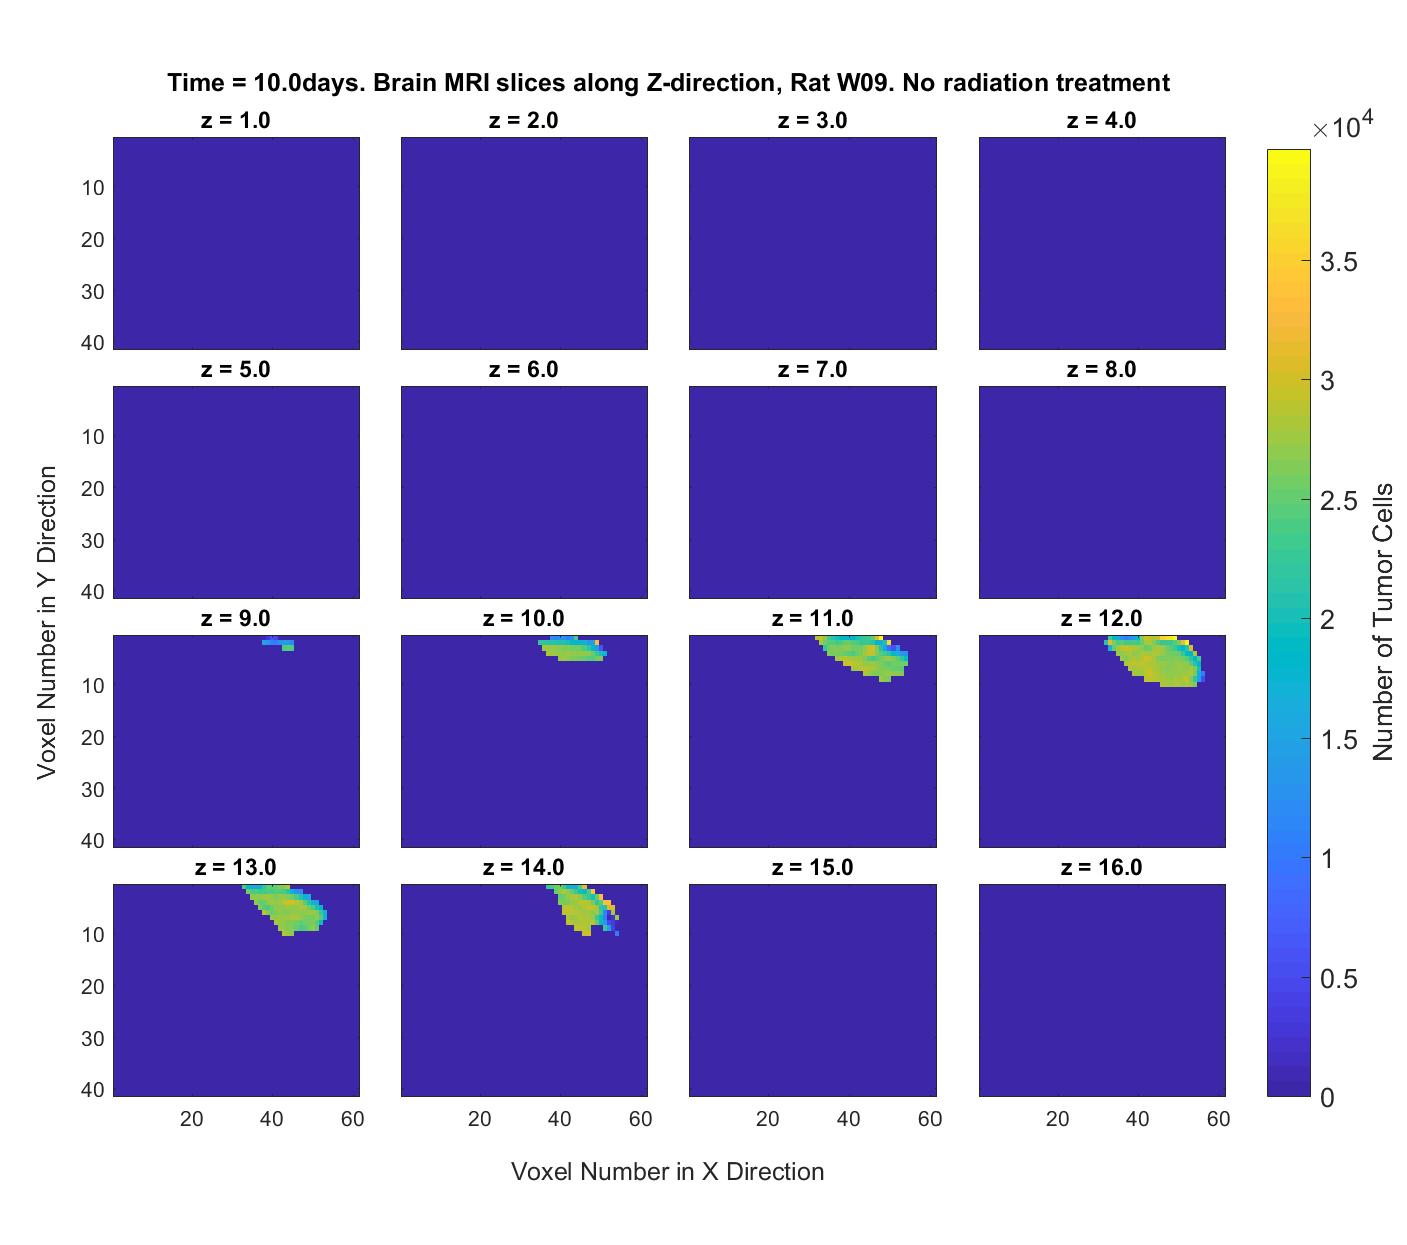 Time = 10.0days. Brain MRI slices along Z-direction, Rat W09. No radiation treatment
z = 1.0
z = 2.0
z = 3.0
z = 4.0
10
20
30
40
z = 5.0
z = 6.0
z = 7.0
z = 8.0
10
20
30
40
z = 9.0
z = 10.0
z = 11.0
z = 12.0
10
20
30
40
z = 13.0
z = 14.0
z = 15.0
z = 16.0
10
20
30
40
20 40 60
20 40 60
20 40 60
20 40 60
Voxel Number in X Direction
Voxel Number in Y Direction
×10⁴
3.5
3
2.5
2
1.5
1
0.5
0
Number of Tumor Cells